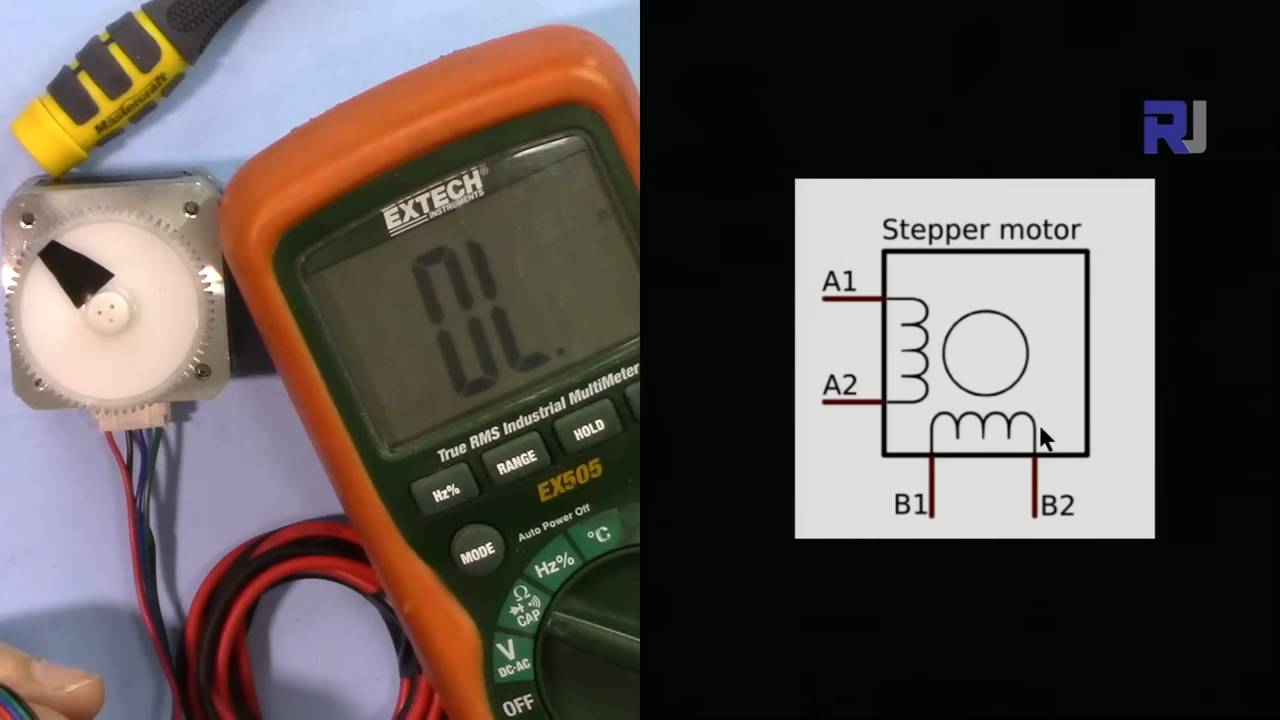 Mastercraft
EXTECH®
INSTRUMENTS
OL.
True RMS Industrial MultiMeter
Hz%
RANGE
HOLD
EX505
MODE
Auto Power Off
°C
Hz%
Ω
CAP
V
DC•AC
OFF
RJ
Stepper motor
A1
A2
B1
B2